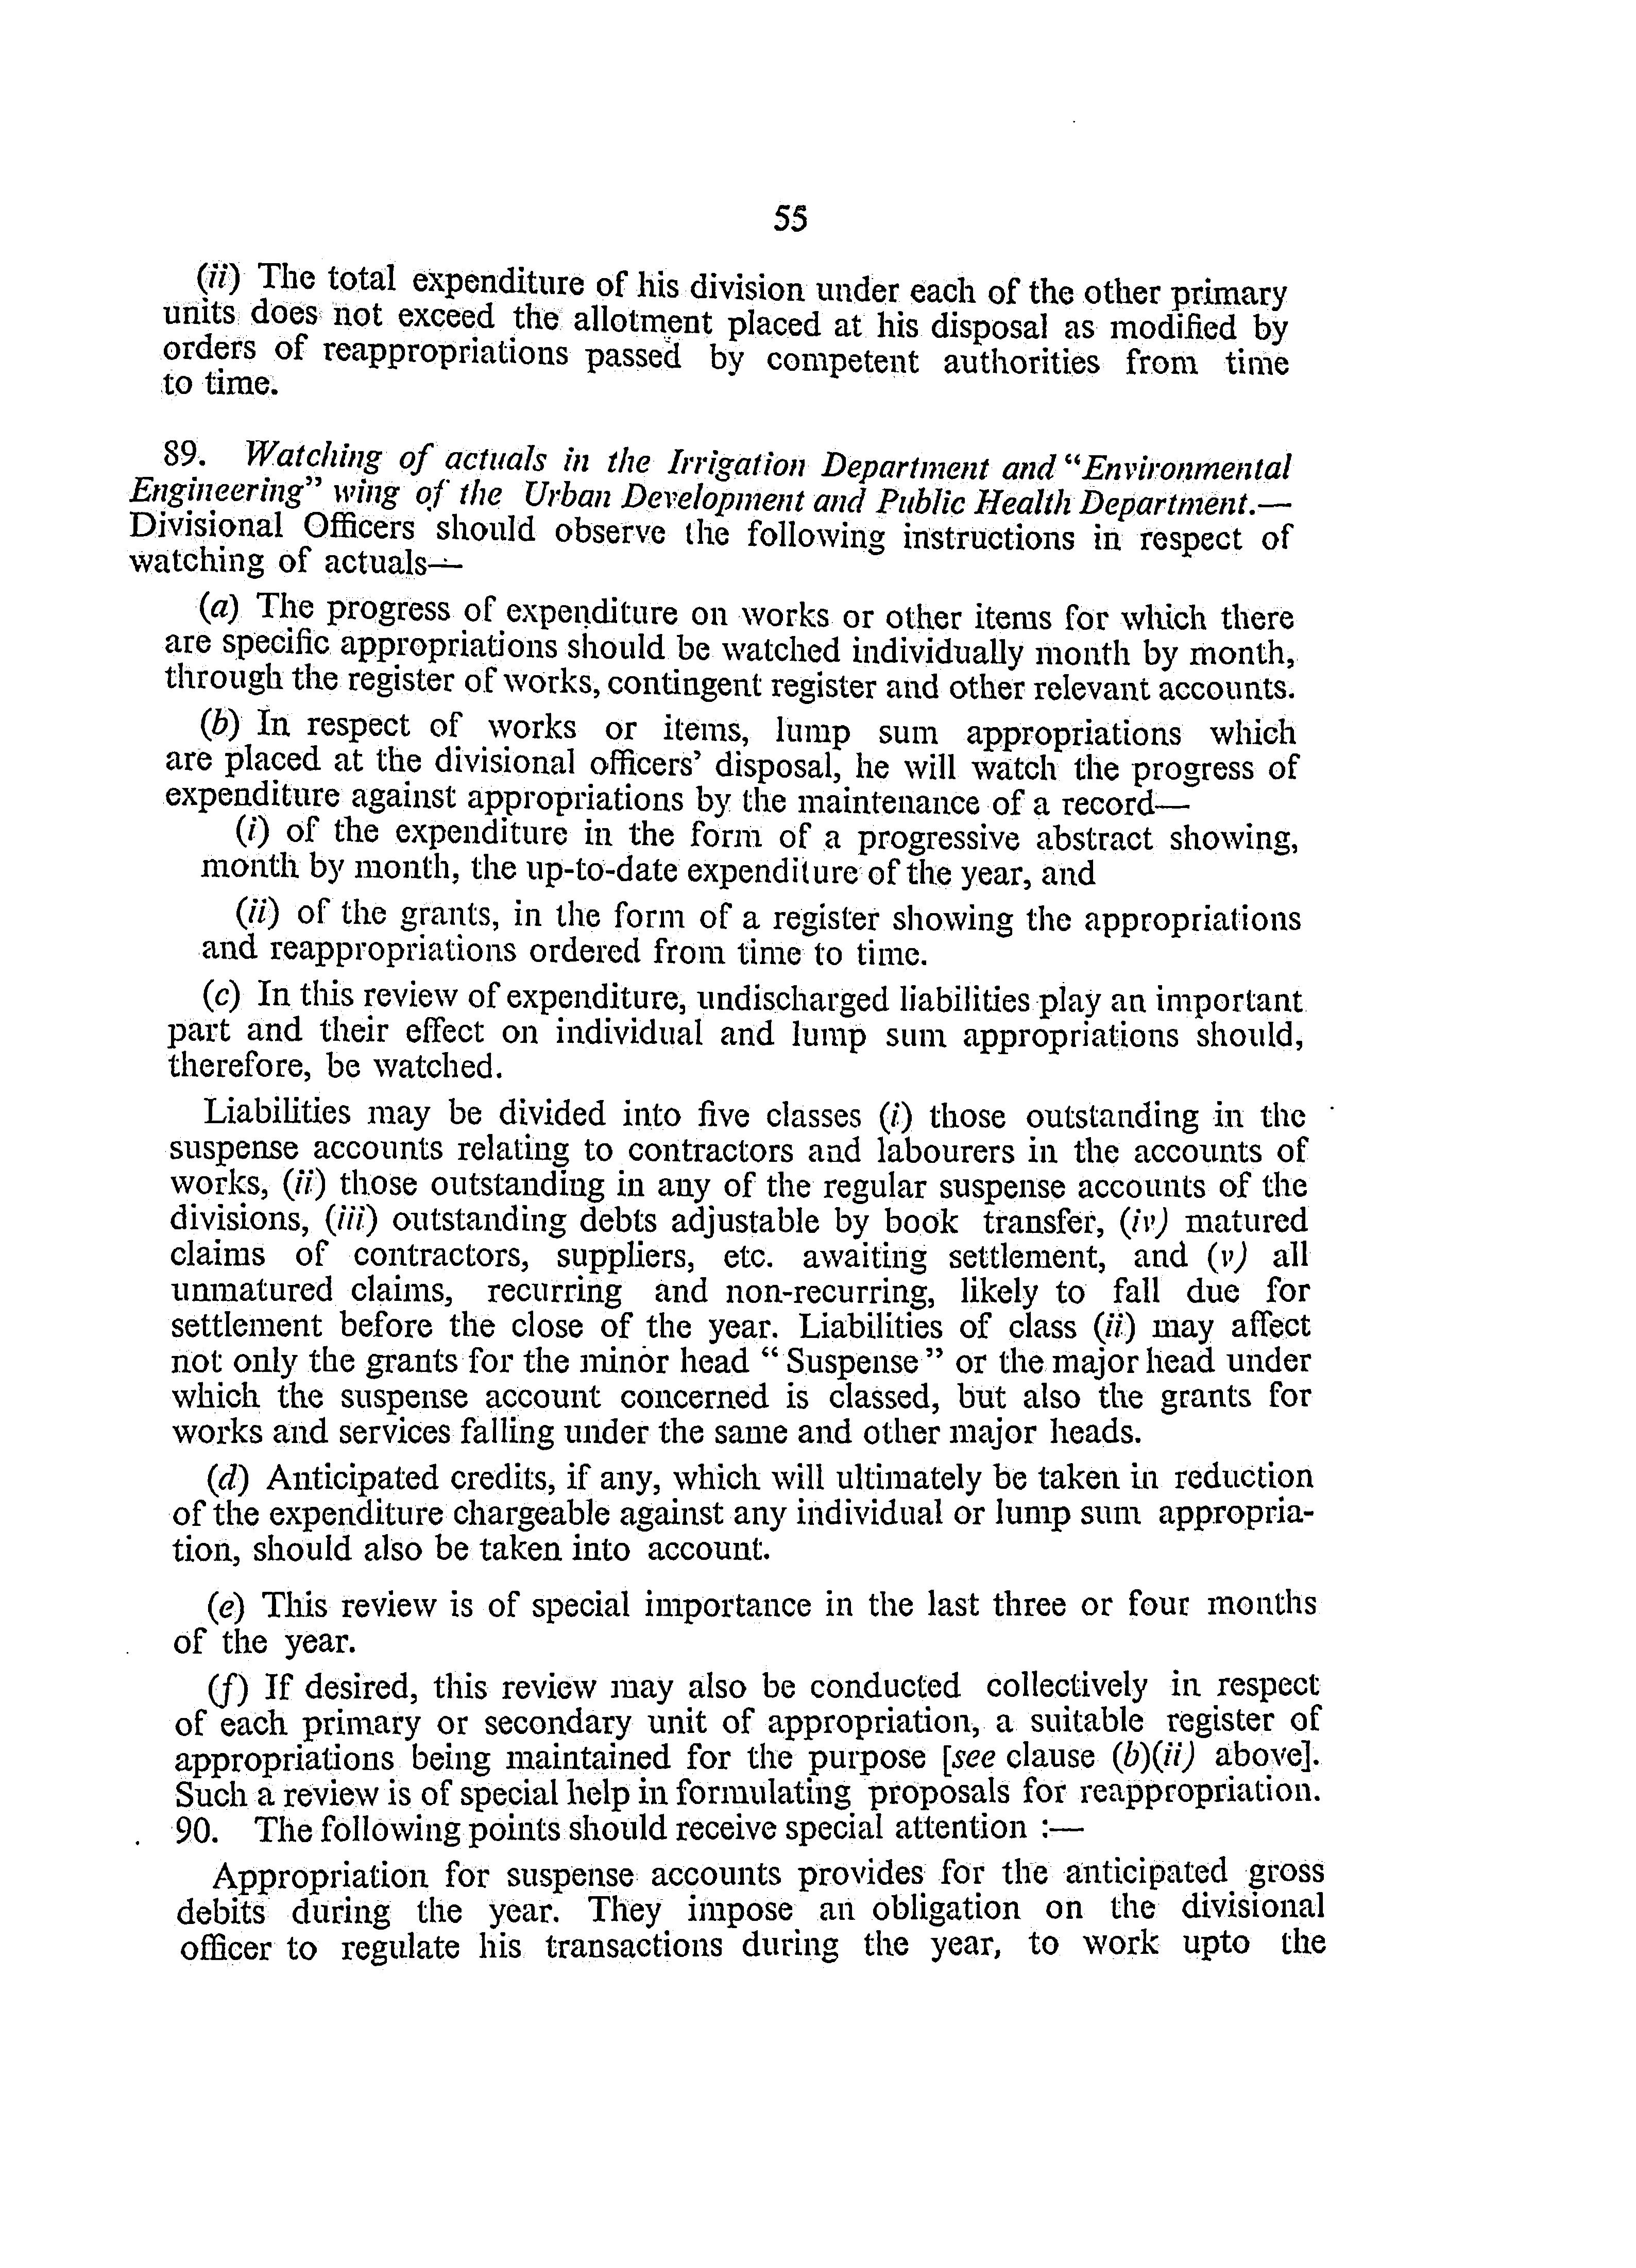 55
(ii) The total expenditure of his division under each of the other primary
units does not exceed the allotment placed at his disposal as modified by
orders of reappropriations passed by competent authorities from time
to time.
89. Watching of actuals in the Irrigation Department and “Environmental
Engineering” wing of the Urban Development and Public Health Department.—
Divisional Officers should observe the following instructions in respect of
watching of actuals—
(a) The progress of expenditure on works or other items for which there
are specific appropriations should be watched individually month by month,
through the register of works, contingent register and other relevant accounts.
(b) In respect of works or items, lump sum appropriations which
are placed at the divisional officers’ disposal, he will watch the progress of
expenditure against appropriations by the maintenance of a record—
(i) of the expenditure in the form of a progressive abstract showing,
month by month, the up-to-date expenditure of the year, and
(ii) of the grants, in the form of a register showing the appropriations
and reappropriations ordered from time to time.
(c) In this review of expenditure, undischarged liabilities play an important
part and their effect on individual and lump sum appropriations should,
therefore, be watched.
Liabilities may be divided into five classes (i) those outstanding in the
suspense accounts relating to contractors and labourers in the accounts of
works, (ii) those outstanding in any of the regular suspense accounts of the
divisions, (iii) outstanding debts adjustable by book transfer, (iv) matured
claims of contractors, suppliers, etc. awaiting settlement, and (v) all
unmatured claims, recurring and non-recurring, likely to fall due for
settlement before the close of the year. Liabilities of class (ii) may affect
not only the grants for the minor head “ Suspense ” or the major head under
which the suspense account concerned is classed, but also the grants for
works and services falling under the same and other major heads.
(d) Anticipated credits, if any, which will ultimately be taken in reduction
of the expenditure chargeable against any individual or lump sum appropria-
tion, should also be taken into account.
(e) This review is of special importance in the last three or four months
of the year.
(f) If desired, this review may also be conducted collectively in respect
of each primary or secondary unit of appropriation, a suitable register of
appropriations being maintained for the purpose [see clause (b)(ii) above].
Such a review is of special help in formulating proposals for reappropriation.
90. The following points should receive special attention :—
Appropriation for suspense accounts provides for the anticipated gross
debits during the year. They impose an obligation on the divisional
officer to regulate his transactions during the year, to work upto the